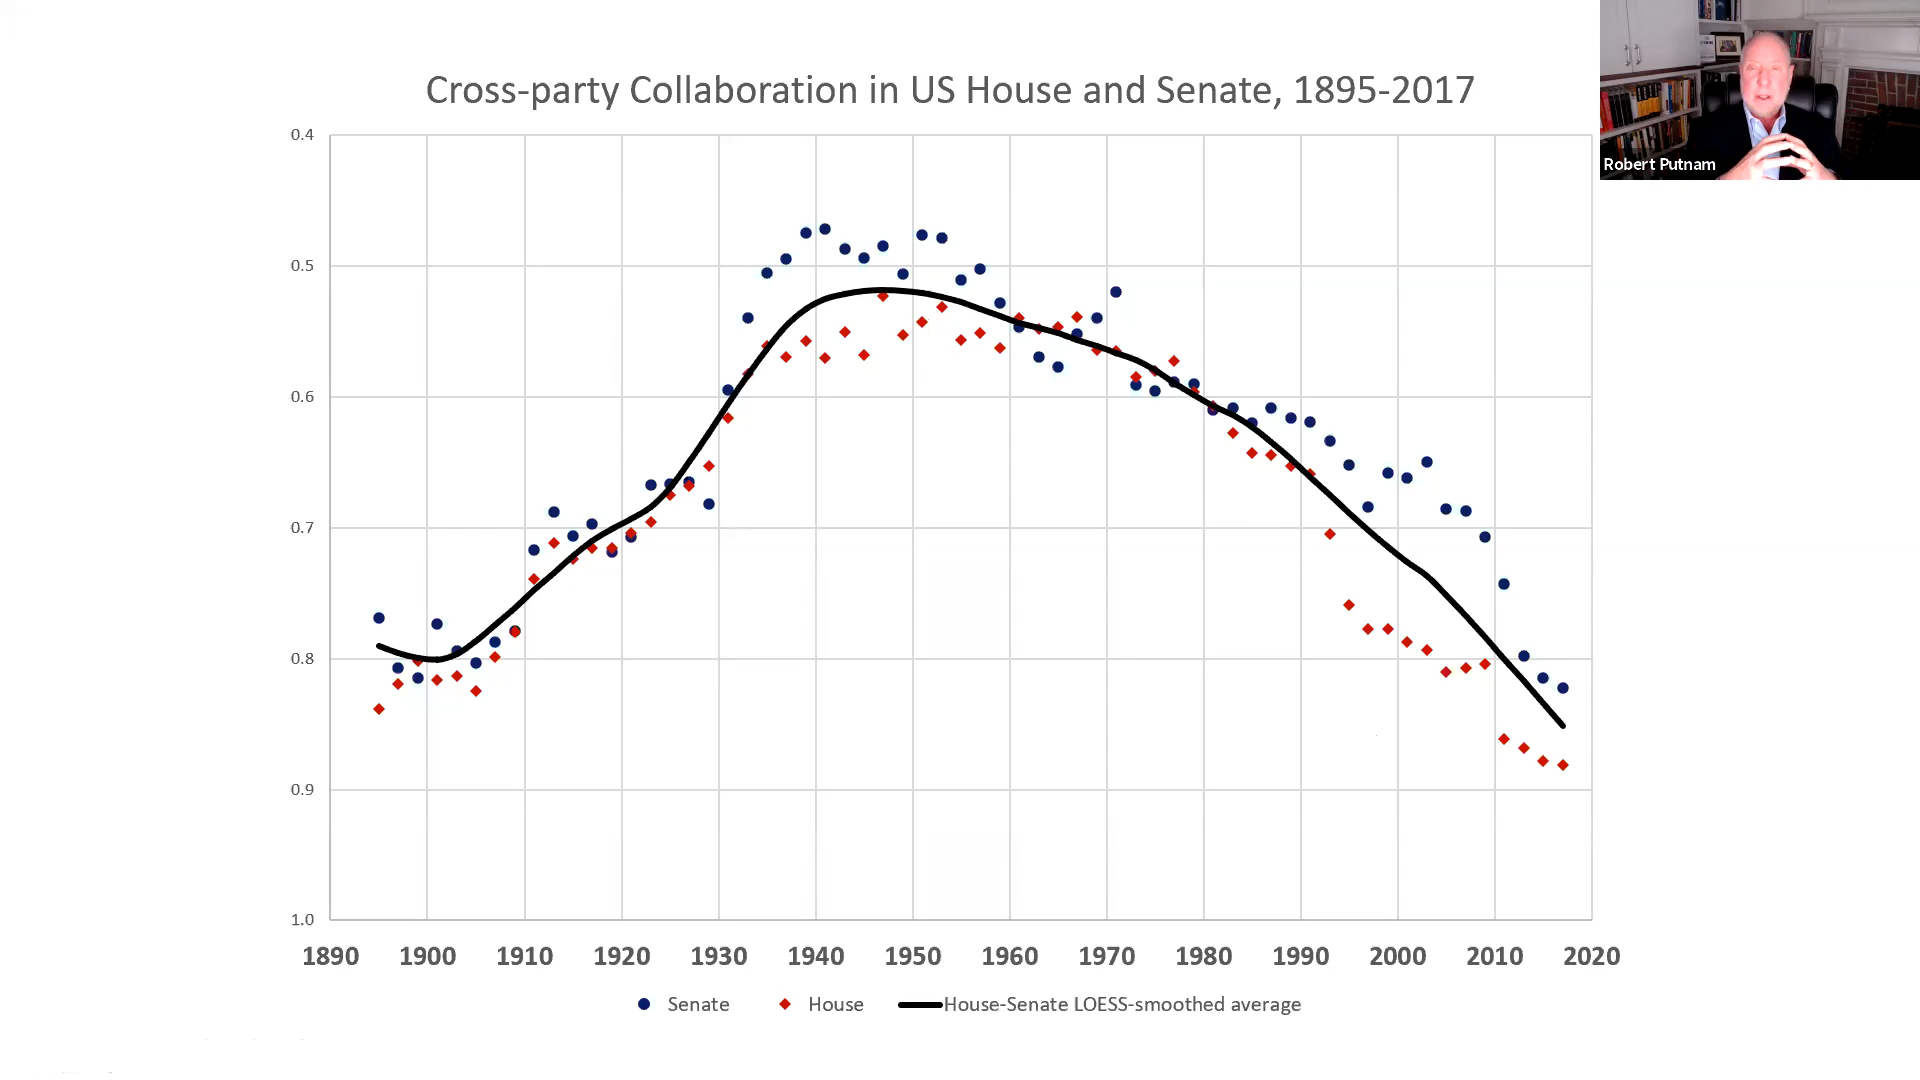 Cross-party Collaboration in US House and Senate, 1895-2017
Robert Putnam
0.4
0.5
0.6
0.7
0.8
0.9
1.0
1890 1900 1910 1920 1930 1940 1950 1960 1970 1980 1990 2000 2010 2020
Senate House House-Senate LOESS-smoothed average